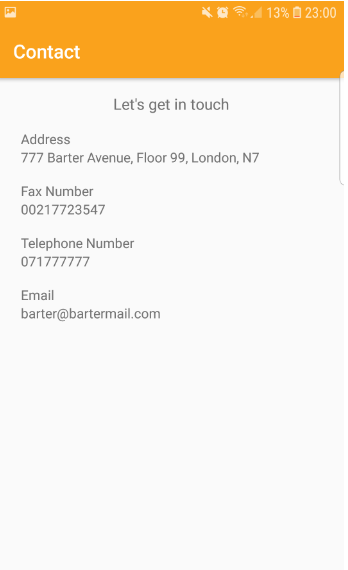 13% 23:00
Contact
Let's get in touch
Address
777 Barter Avenue, Floor 99, London, N7
Fax Number
00217723547
Telephone Number
071777777
Email
barter@bartermail.com